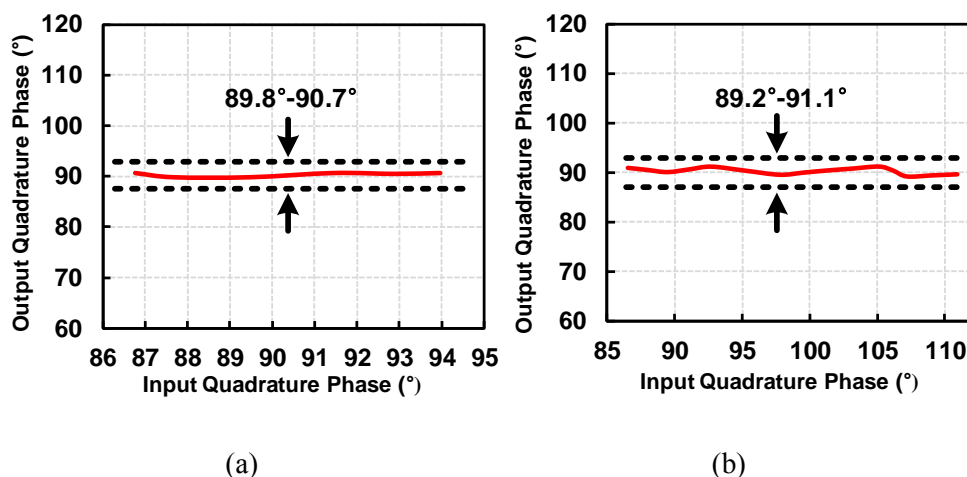 Output Quadrature Phase (°)
120
110
100
90
80
70
60
89.8°-90.7°
86 87 88 89 90 91 92 93 94 95
Input Quadrature Phase (°)
(a)
Output Quadrature Phase (°)
120
110
100
90
80
70
60
89.2°-91.1°
85 90 95 100 105 110
Input Quadrature Phase (°)
(b)